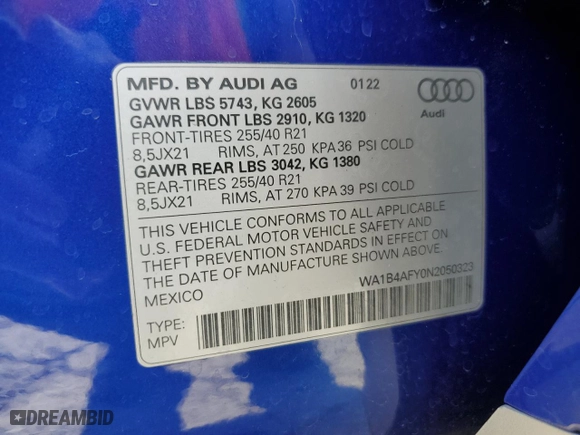 MFD. BY AUDI AG 0122
GVWR LBS 5743, KG 2605
GAWR FRONT LBS 2910, KG 1320
FRONT-TIRES 255/40 R21
8,5JX21 RIMS, AT 250 KPA 36 PSI COLD
GAWR REAR LBS 3042, KG 1380
REAR-TIRES 255/40 R21
8,5JX21 RIMS, AT 270 KPA 39 PSI COLD
Audi
THIS VEHICLE CONFORMS TO ALL APPLICABLE
U.S. FEDERAL MOTOR VEHICLE SAFETY AND
THEFT PREVENTION STANDARDS IN EFFECT ON
THE DATE OF MANUFACTURE SHOWN ABOVE.
MEXICO WA1B4AFY0N2050323
TYPE:
MPV
DREAMBID